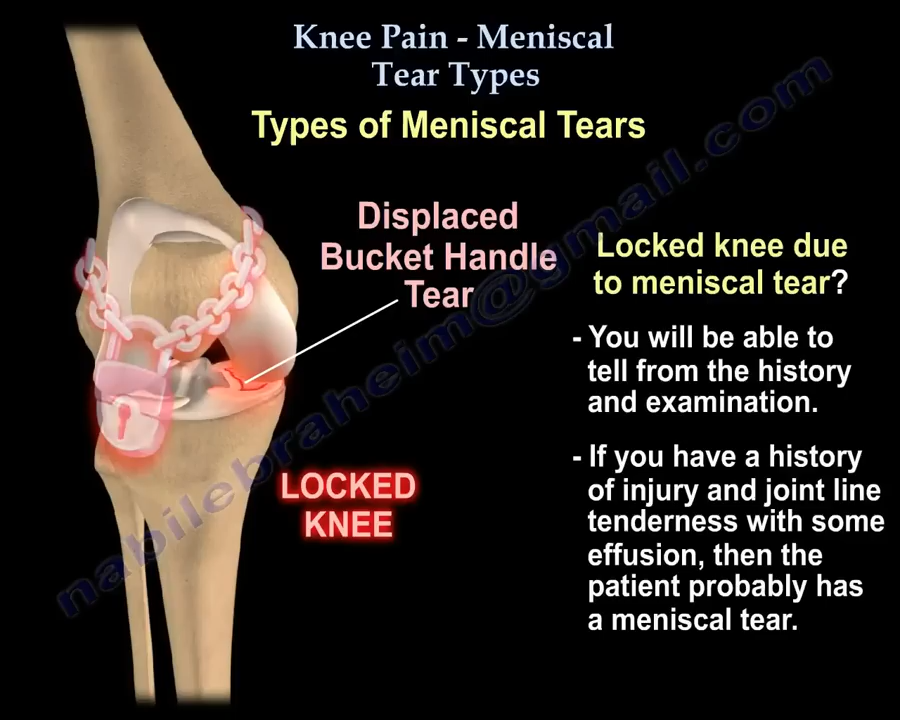 Knee Pain - Meniscal
Tear Types
Types of Meniscal Tears
Displaced
Bucket Handle
Tear
Locked knee due
to meniscal tear?
- You will be able to
tell from the history
and examination.
- If you have a history
of injury and joint line
tenderness with some
effusion, then the
patient probably has
a meniscal tear.
LOCKED
KNEE
nabilebraheim@gmail.com